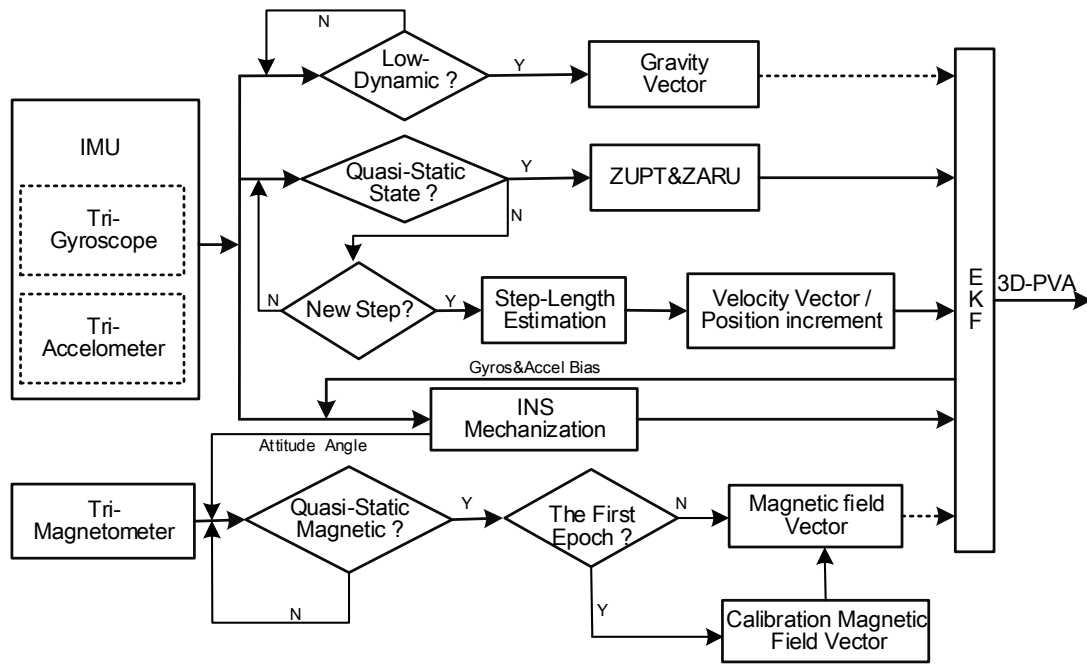 N
Low-
Dynamic ?
Y
Gravity
Vector
IMU
Tri-
Gyroscope
Tri-
Accelometer
Quasi-Static
State ?
Y
ZUPT&ZARU
N
New Step?
N
Y
Step-Length
Estimation
Velocity Vector /
Position increment
E
K
F
3D-PVA
Gyros&Accel Bias
INS
Mechanization
Attitude Angle
Tri-
Magnetometer
Quasi-Static
Magnetic ?
Y
N
The First
Epoch ?
N
Y
Magnetic field
Vector
Calibration Magnetic
Field Vector